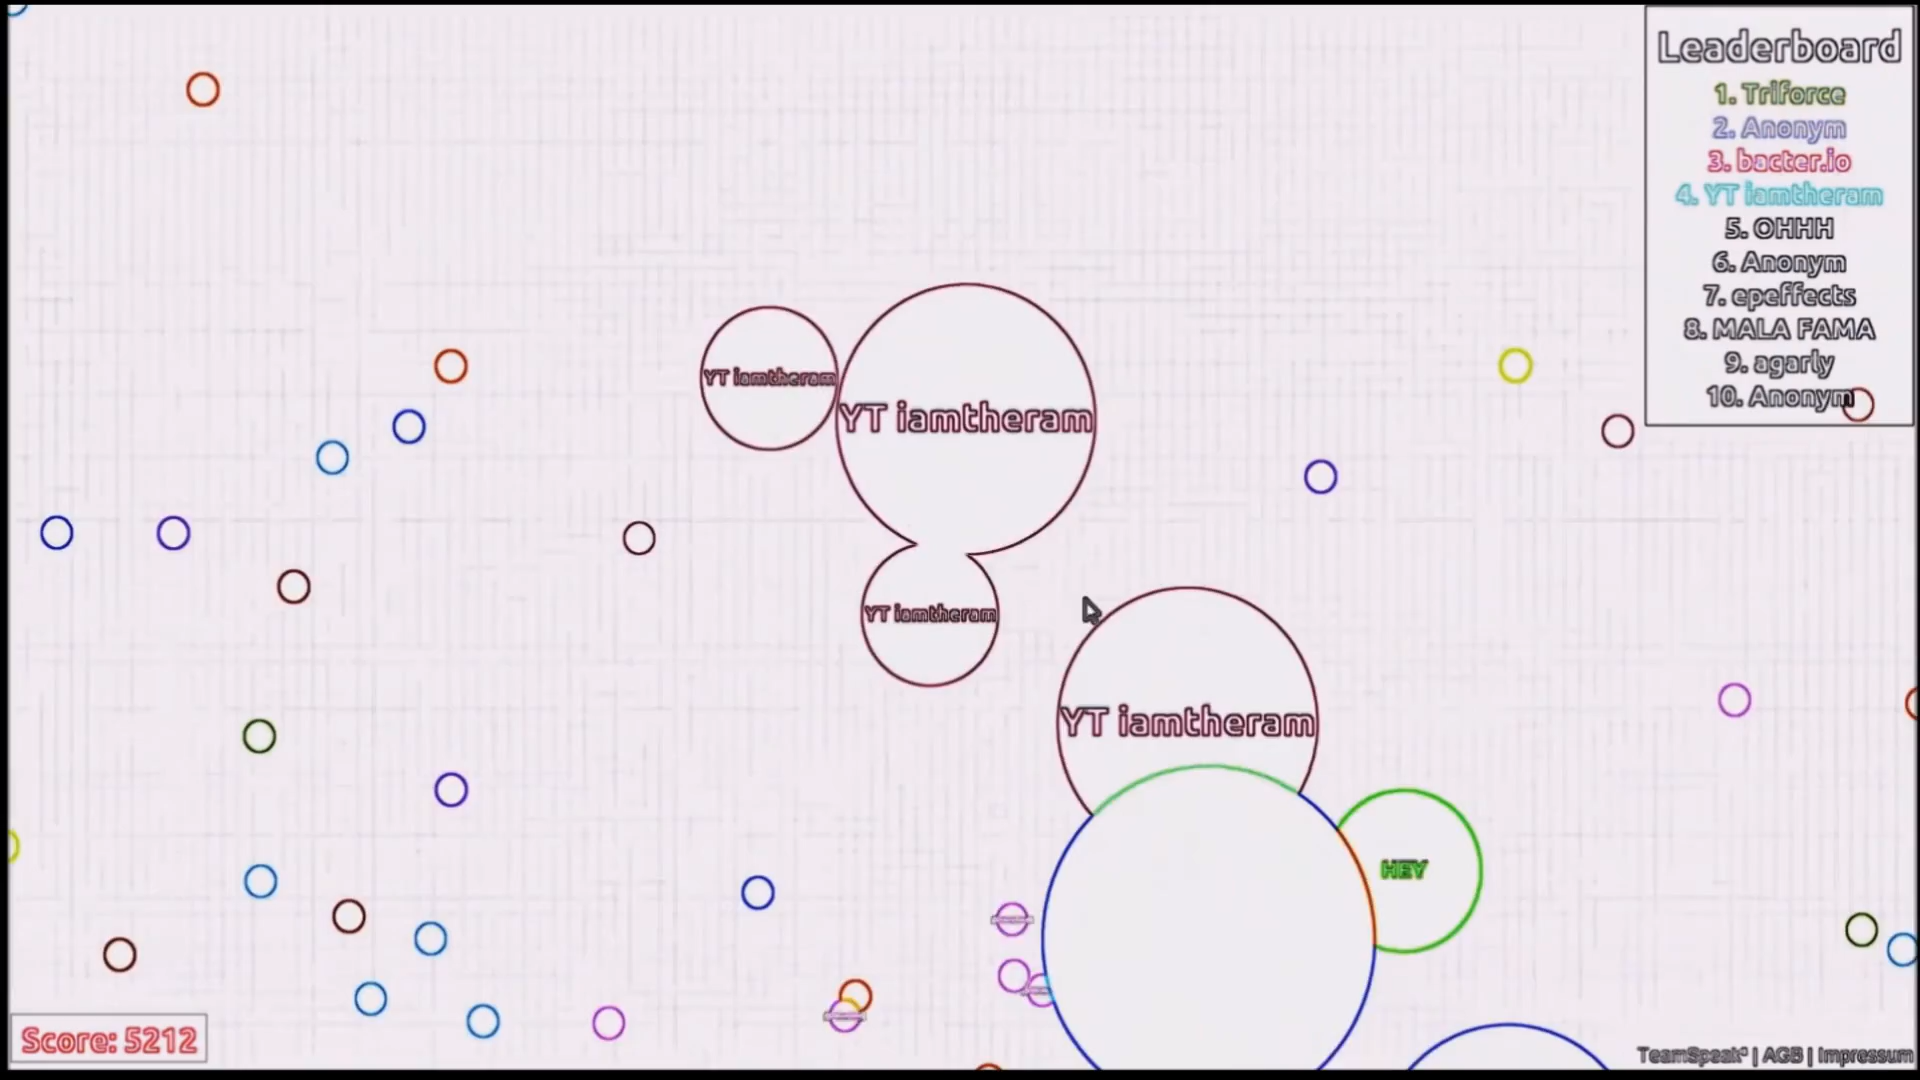 Leaderboard
1. Triforce
2. Anonym
3. bacter.io
4. YT iamtheram
5. OHHH
6. Anonym
7. epeffects
8. MALA FAMA
9. agarly
10. Anonym
YT iamtheram
YT iamtheram
YT iamtheram
YT iamtheram
HEY
Score: 5212
TeamSpeak³ | AGB | Impressum